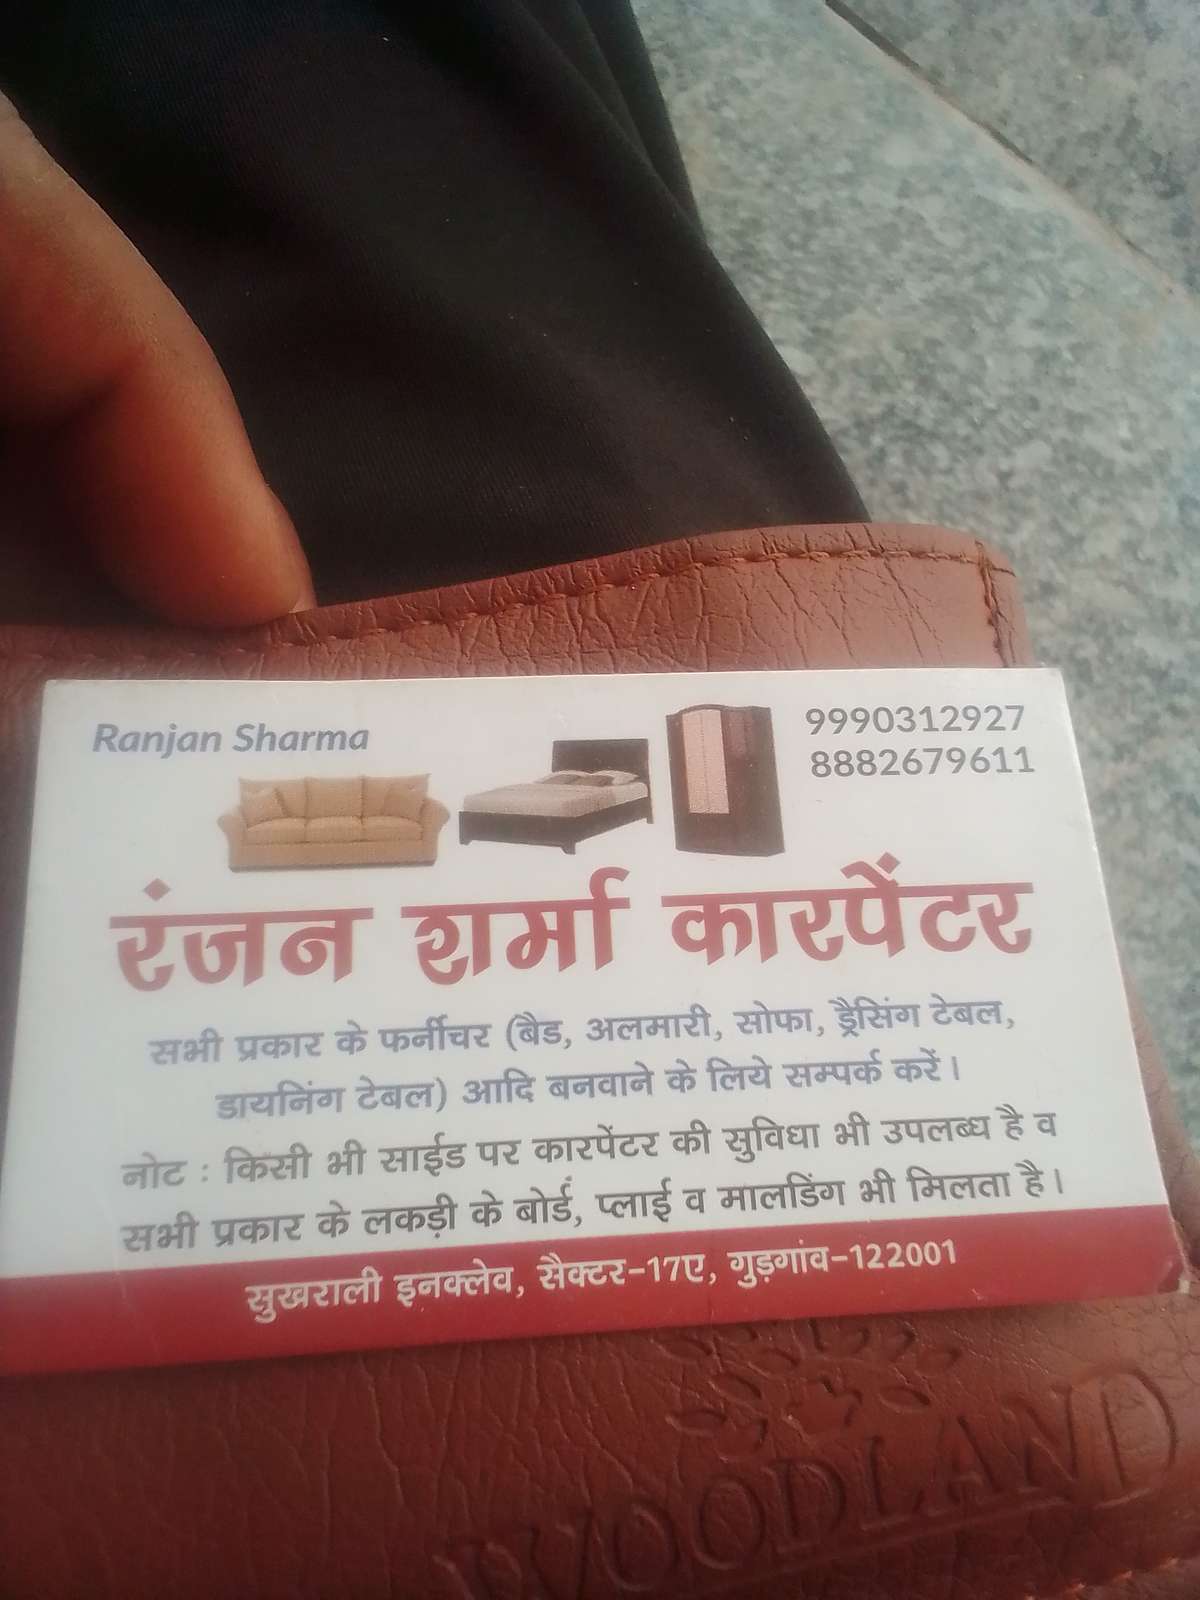 Ranjan Sharma
9990312927
8882679611
रंजन शर्मा कारपेंटर
सभी प्रकार के फर्नीचर (बैड, अलमारी, सोफा, ड्रैसिंग टेबल,
डायनिंग टेबल) आदि बनवाने के लिये सम्पर्क करें।
नोट : किसी भी साईड पर कारपेंटर की सुविधा भी उपलब्ध है व
सभी प्रकार के लकड़ी के बोर्ड, प्लाई व मालडिंग भी मिलता है।
सुखराली इनक्लेव, सैक्टर-17ए, गुड़गांव-122001
WOODLAND